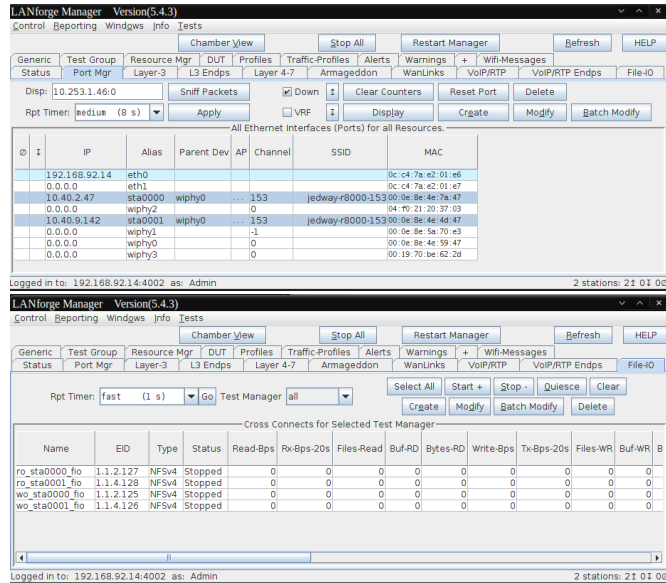 LANforge Manager Version(5.4.3)
Control Reporting Windows Info Tests
Chamber View Stop All Restart Manager Refresh HELP
Generic Test Group Resource Mgr DUT Profiles Traffic-Profiles Alerts Warnings + Wifi-Messages
Status Port Mgr Layer-3 L3 Endps Layer 4-7 Armageddon WanLinks VoIP/RTP VoIP/RTP Endps File-IO
Disp: 10.253.1.46:0 Sniff Packets Down Clear Counters Reset Port Delete
Rpt Timer: medium (8 s) Apply VRF Display Create Modify Batch Modify
All Ethernet Interfaces (Ports) for all Resources.
IP Alias Parent Dev AP Channel SSID MAC
192.168.92.14 eth0 0c:c4:7a:e2:01:e6
0.0.0.0 eth1 0c:c4:7a:e2:01:e7
10.40.2.47 sta0000 wiphy0 ... 153 jedway-r8000-153 00:0e:8e:4e:7a:47
0.0.0.0 wiphy2 0 04:f0:21:20:37:03
10.40.9.142 sta0001 wiphy0 ... 153 jedway-r8000-153 00:0e:8e:4e:4d:47
0.0.0.0 wiphy1 -1 00:0e:8e:5a:70:e3
0.0.0.0 wiphy0 0 00:0e:8e:4e:59:47
0.0.0.0 wiphy3 0 00:19:70:be:62:2d
Logged in to: 192.168.92.14:4002 as: Admin 2 stations: 2↥ 0↧ 0∅
LANforge Manager Version(5.4.3)
Control Reporting Windows Info Tests
Chamber View Stop All Restart Manager Refresh HELP
Generic Test Group Resource Mgr DUT Profiles Traffic-Profiles Alerts Warnings + Wifi-Messages
Status Port Mgr Layer-3 L3 Endps Layer 4-7 Armageddon WanLinks VoIP/RTP VoIP/RTP Endps File-IO
Select All Start + Stop - Quiesce Clear
Rpt Timer: fast (1 s) Go Test Manager all
Create Modify Batch Modify Delete
Cross Connects for Selected Test Manager
Name EID Type Status Read-Bps Rx-Bps-20s Files-Read Buf-RD Bytes-RD Write-Bps Tx-Bps-20s Files-WR Buf-WR B
ro_sta0000_fio 1.1.2.127 NFSv4 Stopped 0 0 0 0 0 0 0 0 0
ro_sta0001_fio 1.1.4.128 NFSv4 Stopped 0 0 0 0 0 0 0 0 0
wo_sta0000_fio 1.1.2.125 NFSv4 Stopped 0 0 0 0 0 0 0 0 0
wo_sta0001_fio 1.1.4.126 NFSv4 Stopped 0 0 0 0 0 0 0 0 0
Logged in to: 192.168.92.14:4002 as: Admin 2 stations: 2↥ 0↧ 0∅